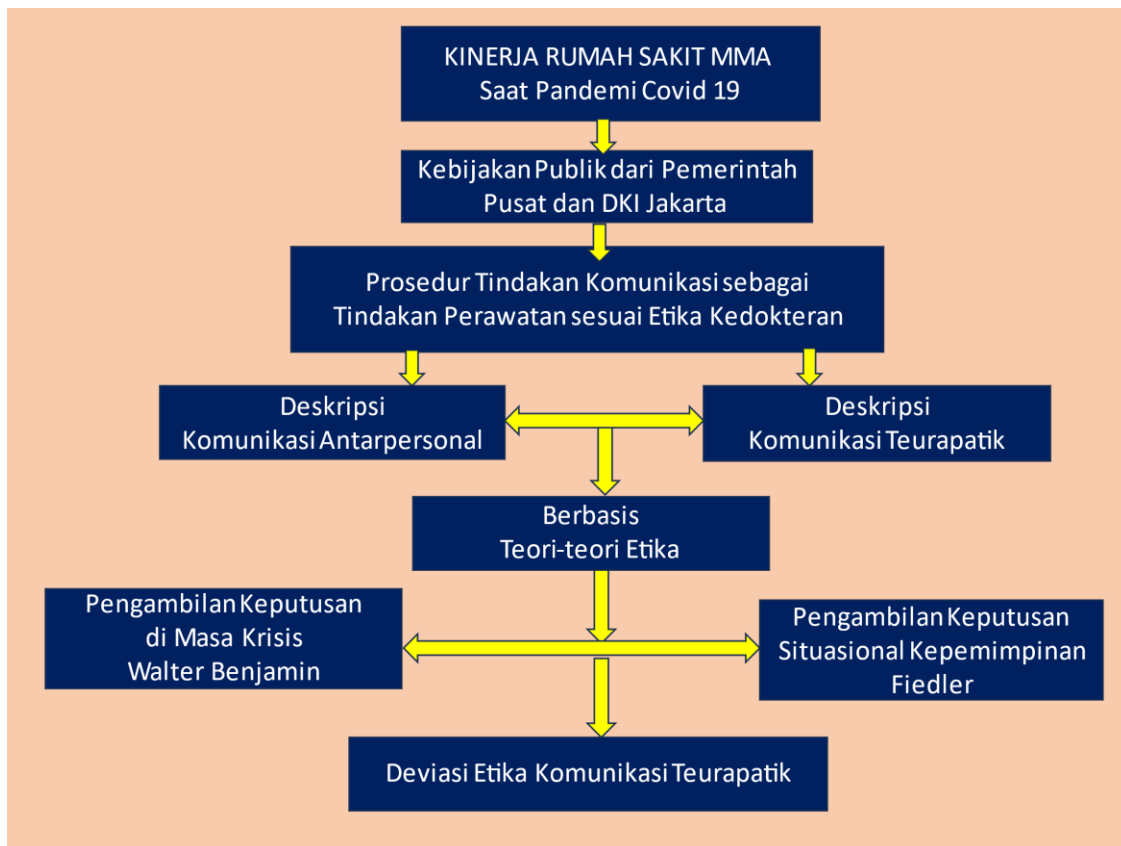 KINERJA RUMAH SAKIT MMA
Saat Pandemi Covid 19
Kebijakan Publik dari Pemerintah
Pusat dan DKI Jakarta
Prosedur Tindakan Komunikasi sebagai
Tindakan Perawatan sesuai Etika Kedokteran
Deskripsi
Komunikasi Antarpersonal
Deskripsi
Komunikasi Teurapatik
Berbasis
Teori-teori Etika
Pengambilan Keputusan
di Masa Krisis
Walter Benjamin
Pengambilan Keputusan
Situasional Kepemimpinan
Fiedler
Deviasi Etika Komunikasi Teurapatik